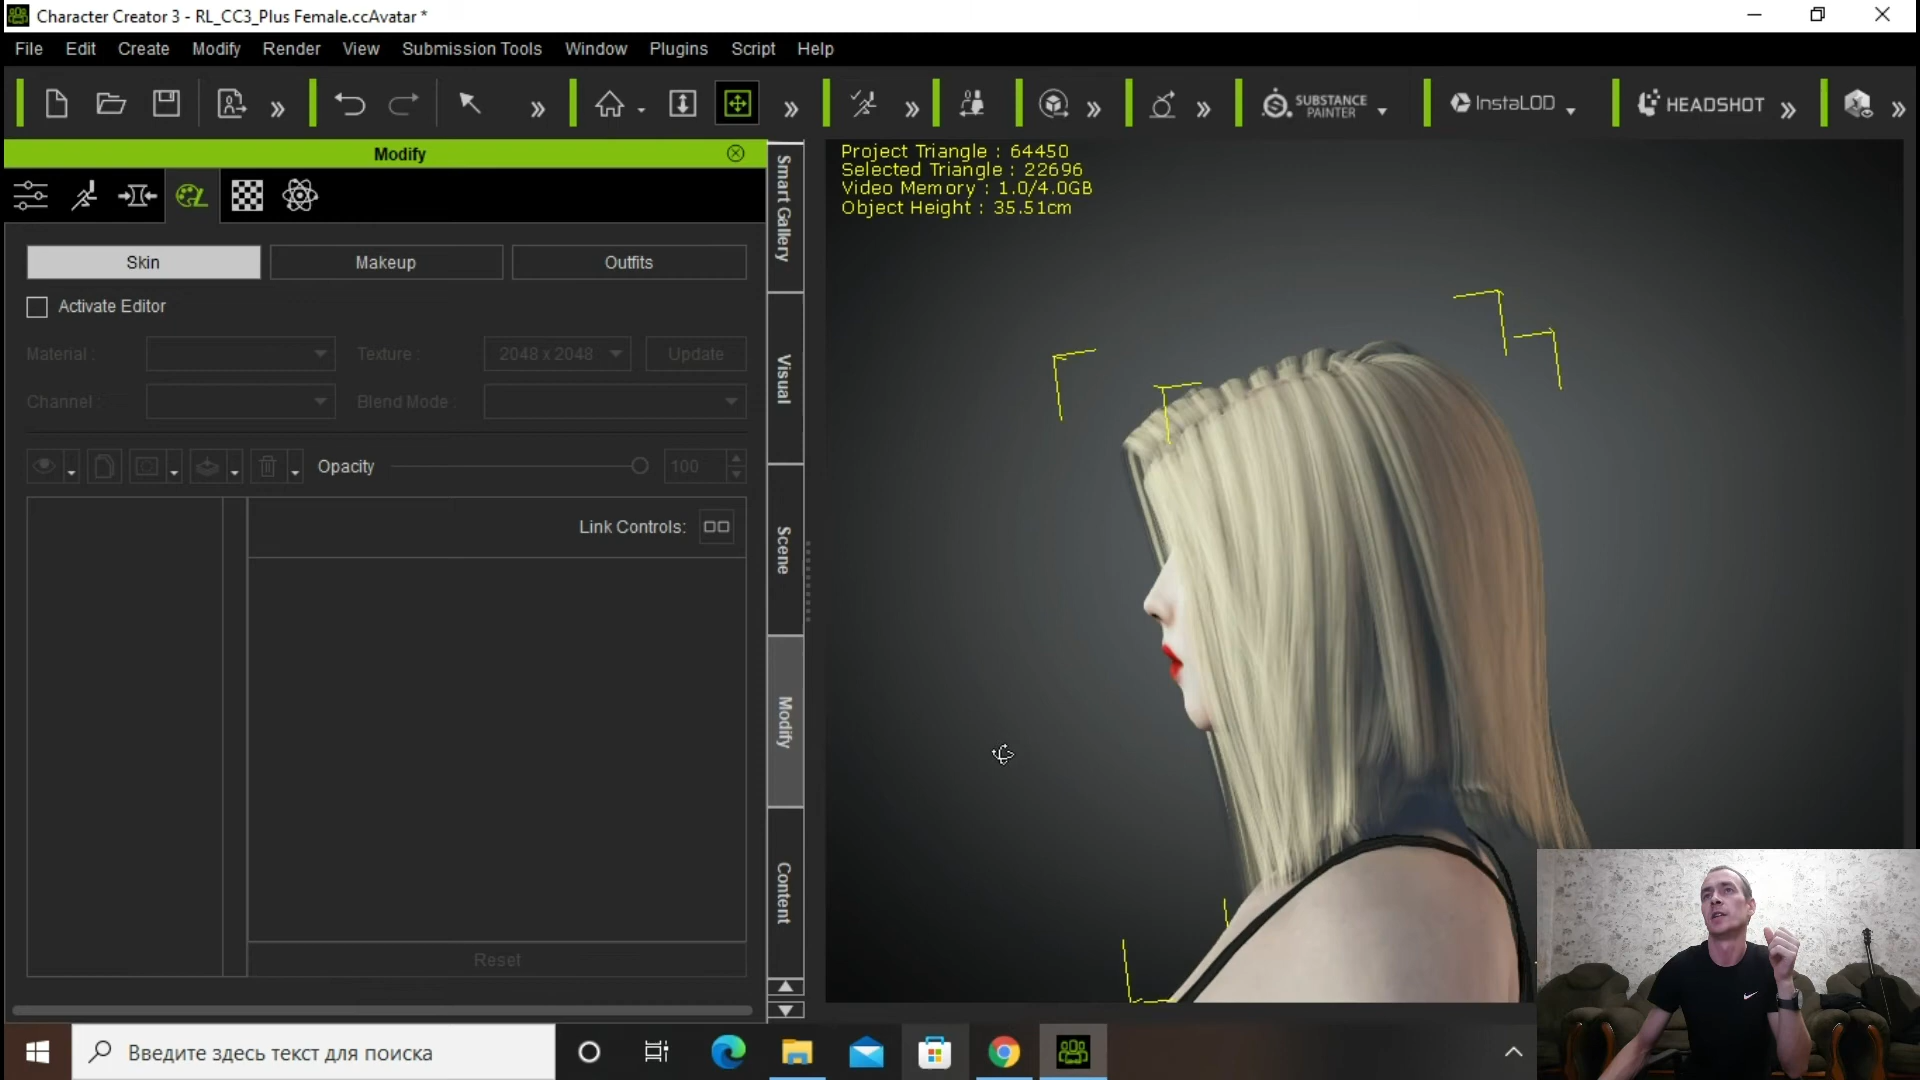 Character Creator 3 - RL_CC3_Plus Female.ccAvatar *
File Edit Create Modify Render View Submission Tools Window Plugins Script Help
SUBSTANCE PAINTER InstaLOD HEADSHOT
Modify
Skin Makeup Outfits
Activate Editor
Material : Texture : 2048 x 2048 Update
Channel : Blend Mode :
Opacity 100
Link Controls:
Reset
Smart Gallery
Visual
Scene
Modify
Content
Project Triangle : 64450
Selected Triangle : 22696
Video Memory : 1.0/4.0GB
Object Height : 35.51cm
Введите здесь текст для поиска